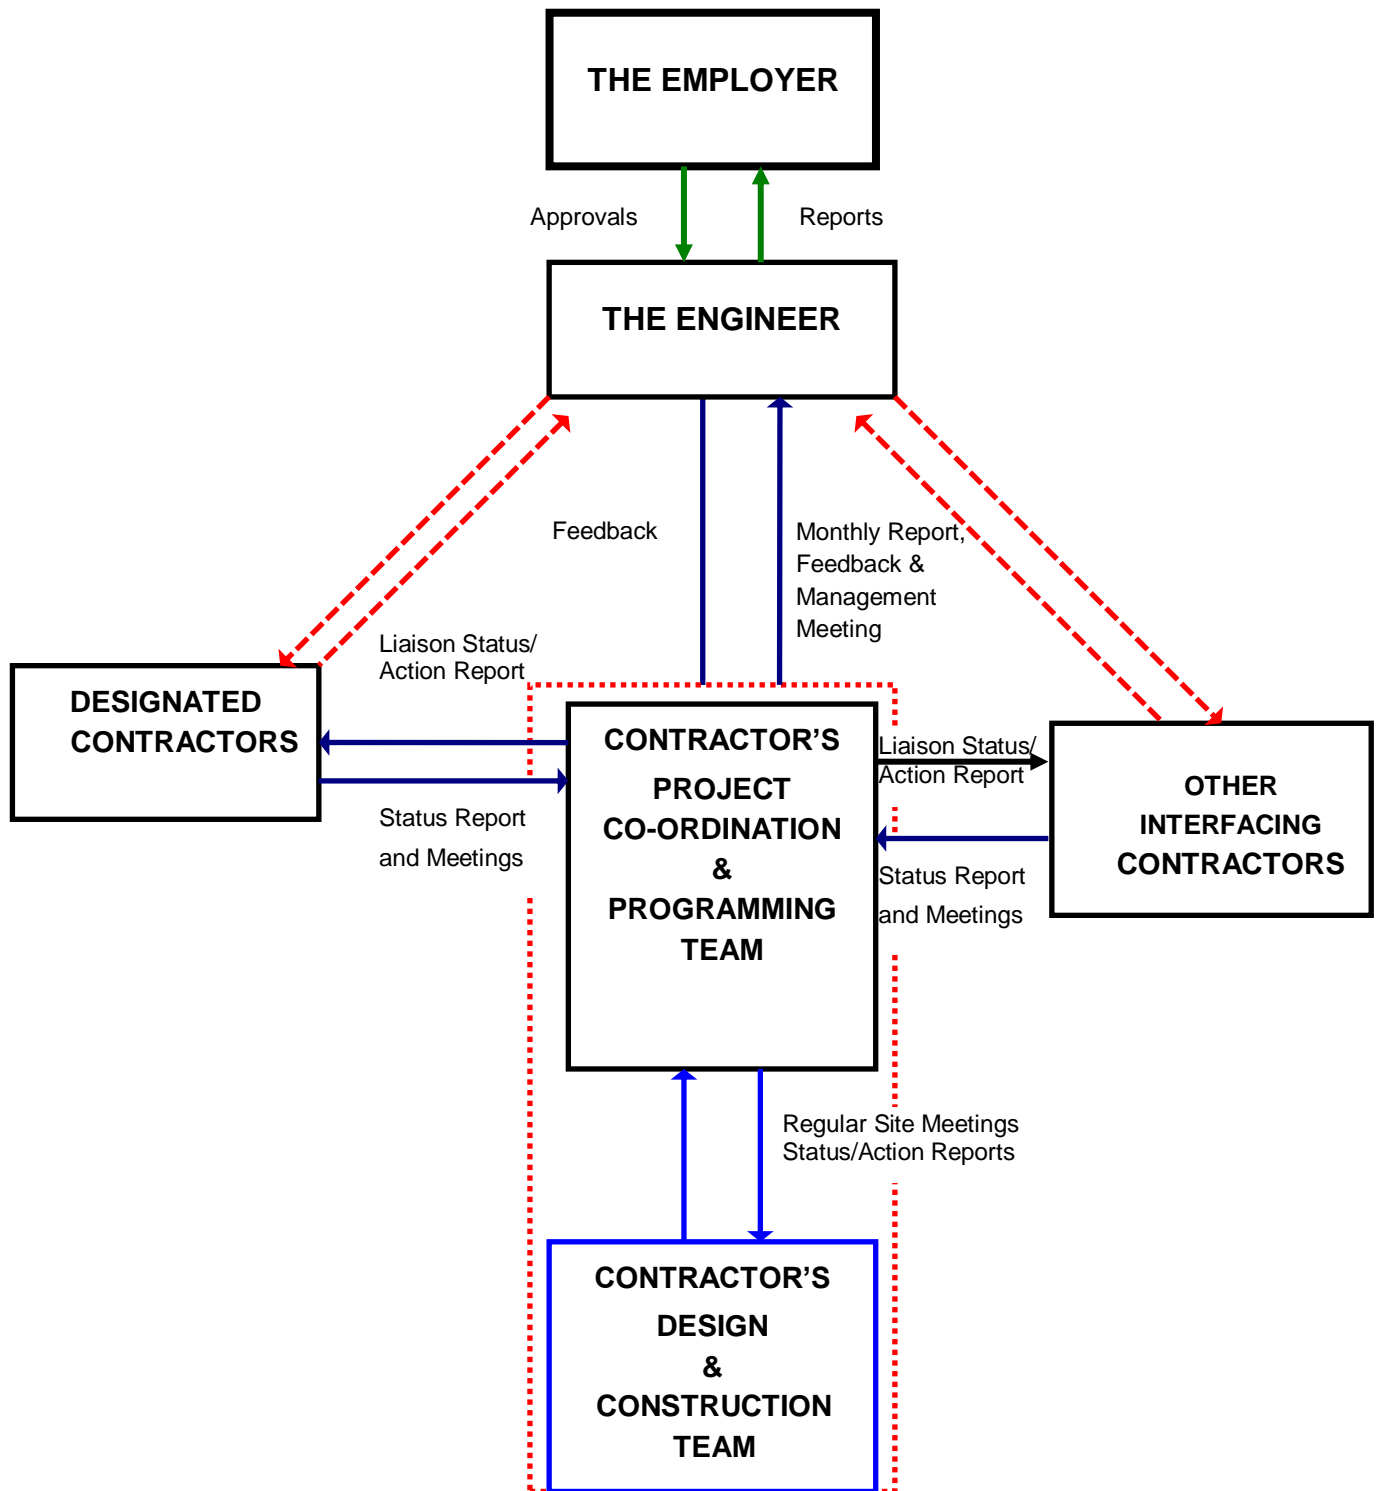 THE EMPLOYER
Approvals
Reports
THE ENGINEER
Feedback
Monthly Report,
Feedback &
Management
Meeting
Liaison Status/
Action Report
DESIGNATED
CONTRACTORS
Status Report
and Meetings
CONTRACTOR’S
PROJECT
CO-ORDINATION
&
PROGRAMMING
TEAM
Liaison Status/
Action Report
Status Report
and Meetings
OTHER
INTERFACING
CONTRACTORS
Regular Site Meetings
Status/Action Reports
CONTRACTOR’S
DESIGN
&
CONSTRUCTION
TEAM